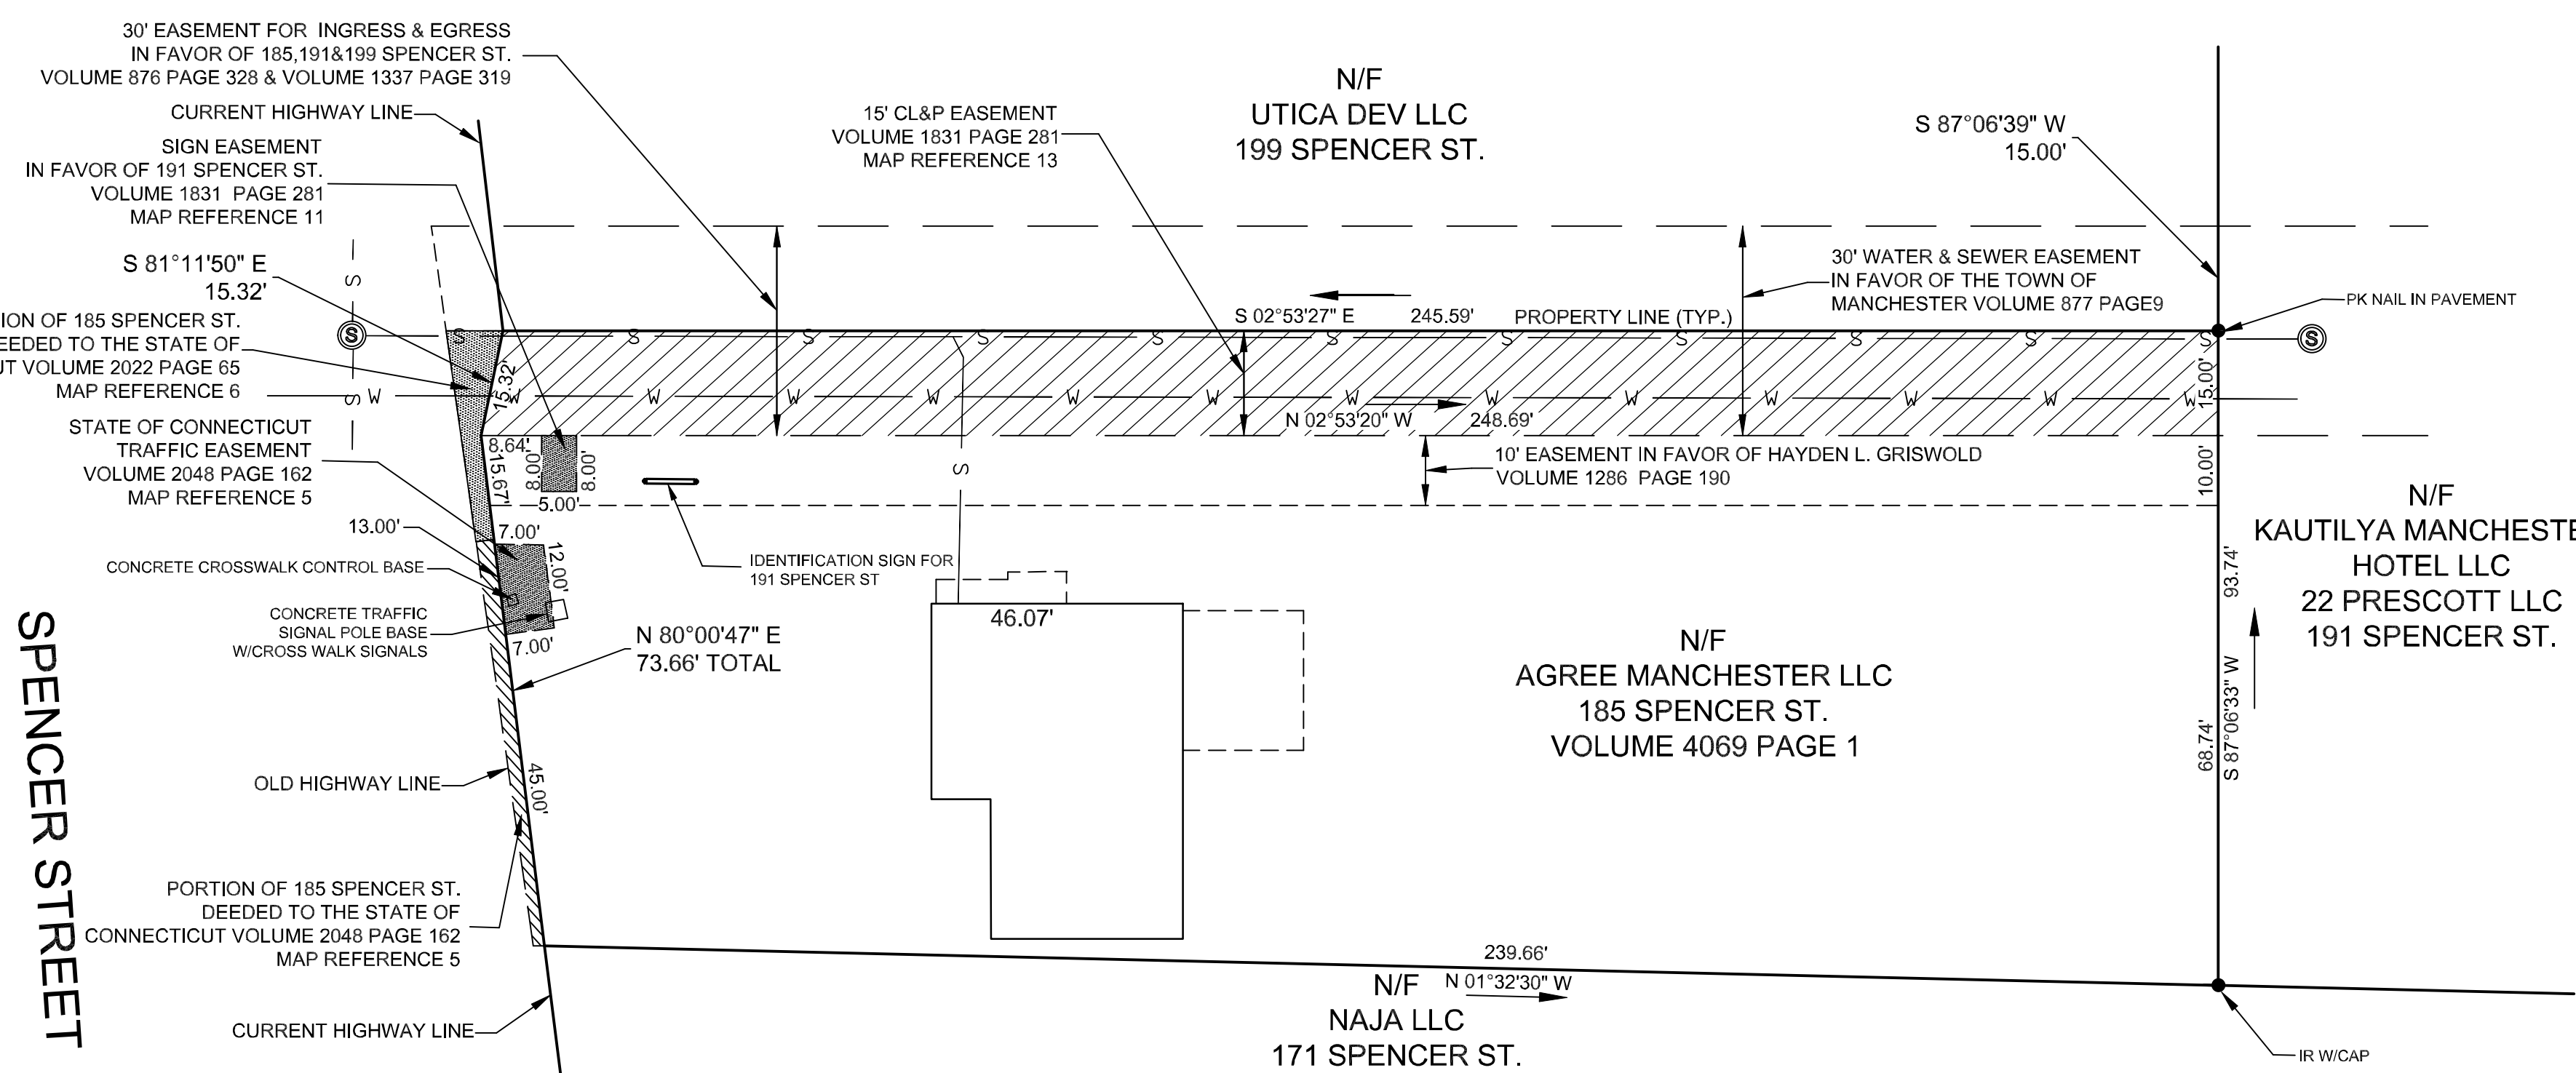 30' EASEMENT FOR INGRESS & EGRESS
IN FAVOR OF 185,191&199 SPENCER ST.
VOLUME 876 PAGE 328 & VOLUME 1337 PAGE 319
CURRENT HIGHWAY LINE
SIGN EASEMENT
IN FAVOR OF 191 SPENCER ST.
VOLUME 1831 PAGE 281
MAP REFERENCE 11
S 81°11'50" E
15.32'
ION OF 185 SPENCER ST.
EEDED TO THE STATE OF
UT VOLUME 2022 PAGE 65
MAP REFERENCE 6
STATE OF CONNECTICUT
TRAFFIC EASEMENT
VOLUME 2048 PAGE 162
MAP REFERENCE 5
13.00'
CONCRETE CROSSWALK CONTROL BASE
CONCRETE TRAFFIC
SIGNAL POLE BASE
W/CROSS WALK SIGNALS
OLD HIGHWAY LINE
PORTION OF 185 SPENCER ST.
DEEDED TO THE STATE OF
CONNECTICUT VOLUME 2048 PAGE 162
MAP REFERENCE 5
CURRENT HIGHWAY LINE
SPENCER STREET
15' CL&P EASEMENT
VOLUME 1831 PAGE 281
MAP REFERENCE 13
N/F
UTICA DEV LLC
199 SPENCER ST.
S 87°06'39" W
15.00'
30' WATER & SEWER EASEMENT
IN FAVOR OF THE TOWN OF
MANCHESTER VOLUME 877 PAGE9
PK NAIL IN PAVEMENT
S 02°53'27" E 245.59' PROPERTY LINE (TYP.)
S S S S S S S S S S S S
S
S
S
W W W W W W W W W W W W W W
15.32'
15.00'
N 02°53'20" W 248.69'
8.64'
15.67'
8.00'
8.00'
5.00'
10' EASEMENT IN FAVOR OF HAYDEN L. GRISWOLD
VOLUME 1286 PAGE 190
10.00'
7.00'
12.00'
7.00'
S
IDENTIFICATION SIGN FOR
191 SPENCER ST
N 80°00'47" E
73.66' TOTAL
45.00'
46.07'
N/F
AGREE MANCHESTER LLC
185 SPENCER ST.
VOLUME 4069 PAGE 1
93.74'
68.74'
S 87°06'33" W
N/F
KAUTILYA MANCHESTE
HOTEL LLC
22 PRESCOTT LLC
191 SPENCER ST.
239.66'
N 01°32'30" W
N/F
NAJA LLC
171 SPENCER ST.
IR W/CAP